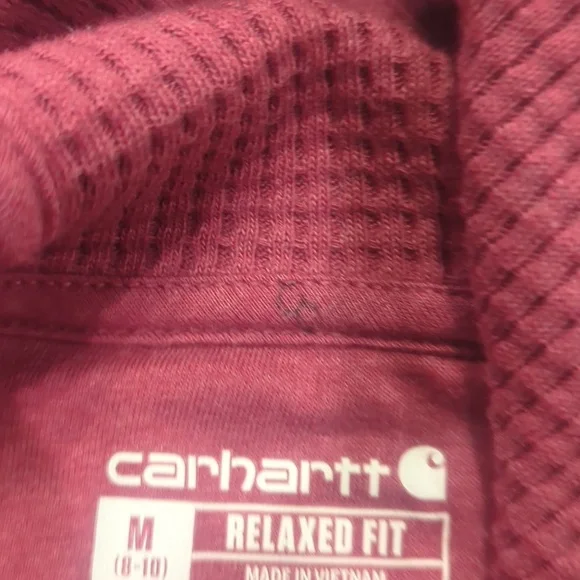 carhartt
M RELAXED FIT
(8-10) MADE IN VIETNAM